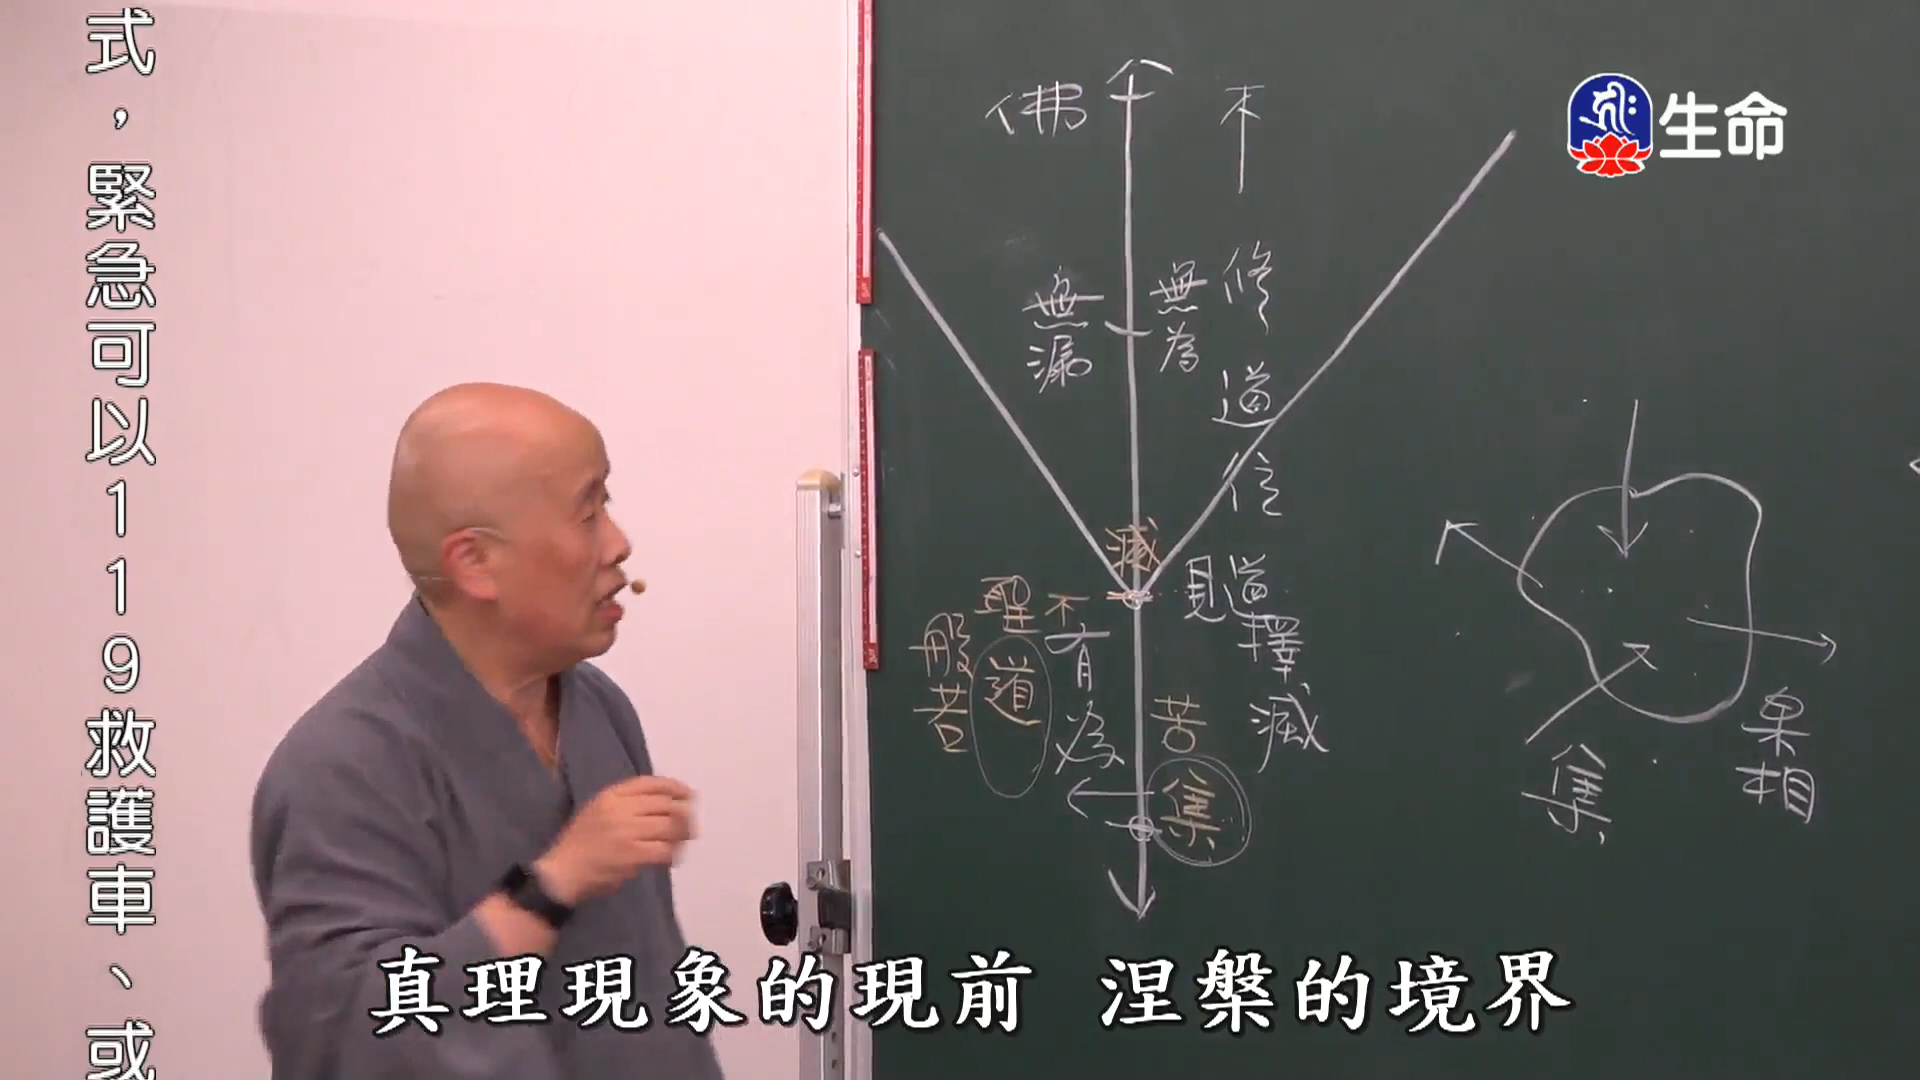 式，緊急可以119救護車、或
生命
佛
不
無漏
無為
修道位
滅
見道
擇滅
聖道
不
有為
般若
苦集
集
果相
真理現象的現前 涅槃的境界